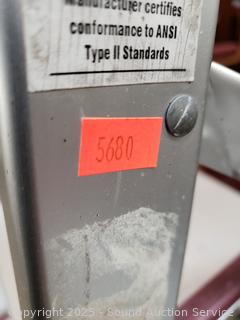 Manufacturer certifies
conformance to ANSI
Type II Standards
5680
Copyright 2025 - Sound Auction Service